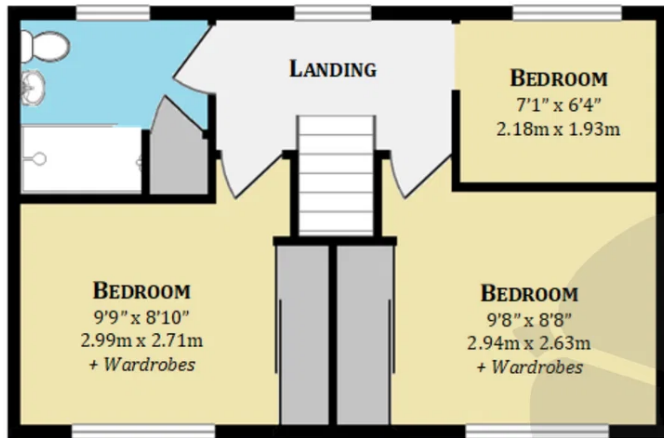 LANDING
BEDROOM
7'1" x 6'4"
2.18m x 1.93m
BEDROOM
9'9" x 8'10"
2.99m x 2.71m
+ Wardrobes
BEDROOM
9'8" x 8'8"
2.94m x 2.63m
+ Wardrobes